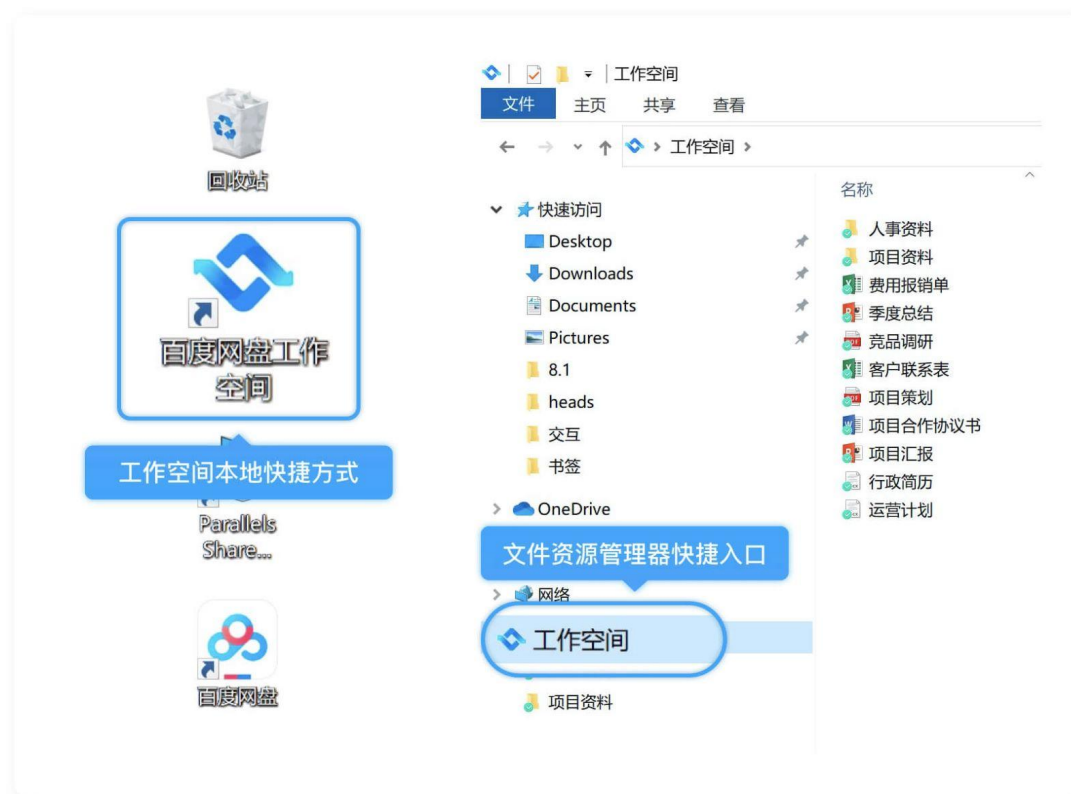 回收站
百度网盘工作
空间
工作空间本地快捷方式
Parallels
Share...
百度网盘
工作空间
文件 主页 共享 查看
工作空间
快速访问
Desktop
Downloads
Documents
Pictures
8.1
heads
交互
书签
OneDrive
文件资源管理器快捷入口
网络
工作空间
项目资料
名称
人事资料
项目资料
费用报销单
季度总结
竞品调研
客户联系表
项目策划
项目合作协议书
项目汇报
行政简历
运营计划